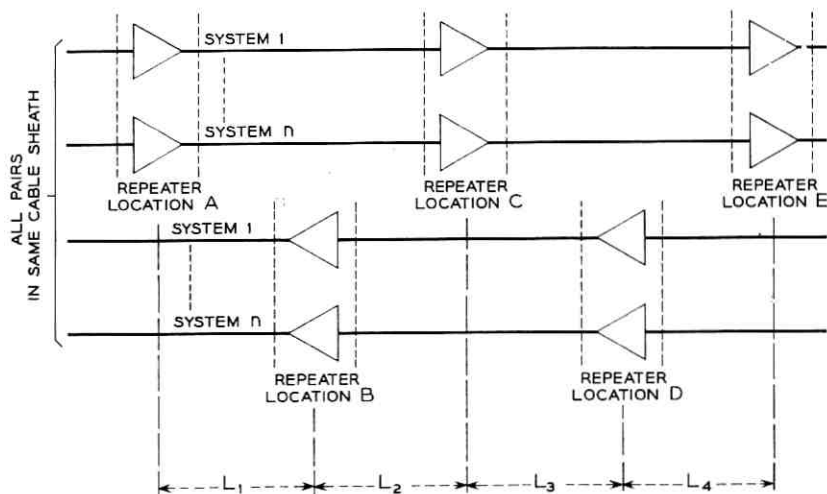 ALL PAIRS
IN SAME CABLE SHEATH
SYSTEM 1
SYSTEM n
REPEATER
LOCATION A
REPEATER
LOCATION C
REPEATER
LOCATION E
SYSTEM 1
SYSTEM n
REPEATER
LOCATION B
REPEATER
LOCATION D
L1
L2
L3
L4